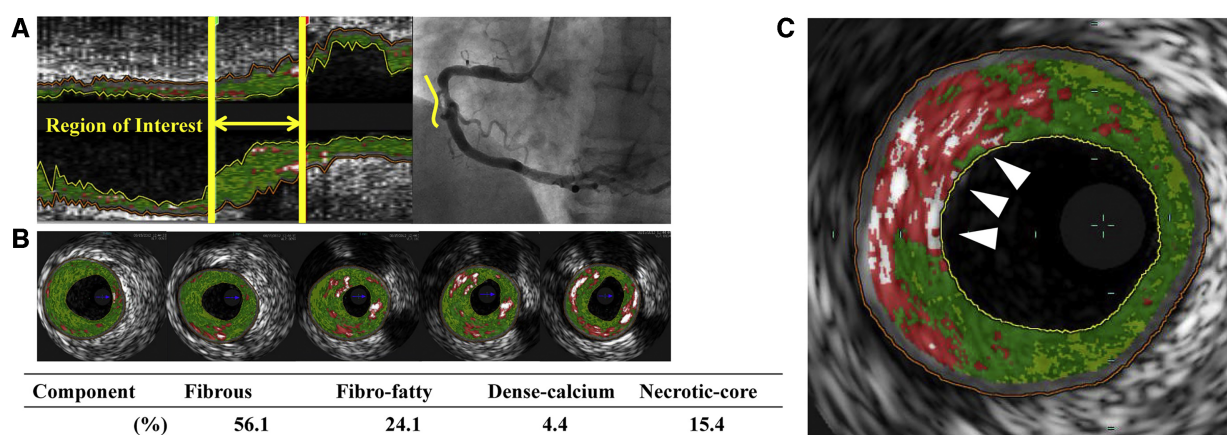 A
Region of Interest
B
Component Fibrous Fibro-fatty Dense-calcium Necrotic-core
(%) 56.1 24.1 4.4 15.4
C